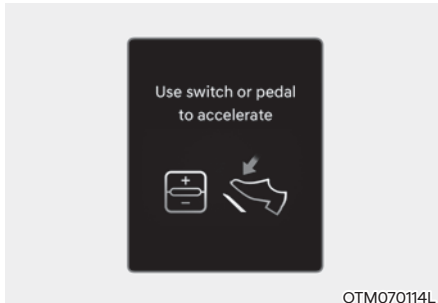 Use switch or pedal
to accelerate
+
−
OTM070114L